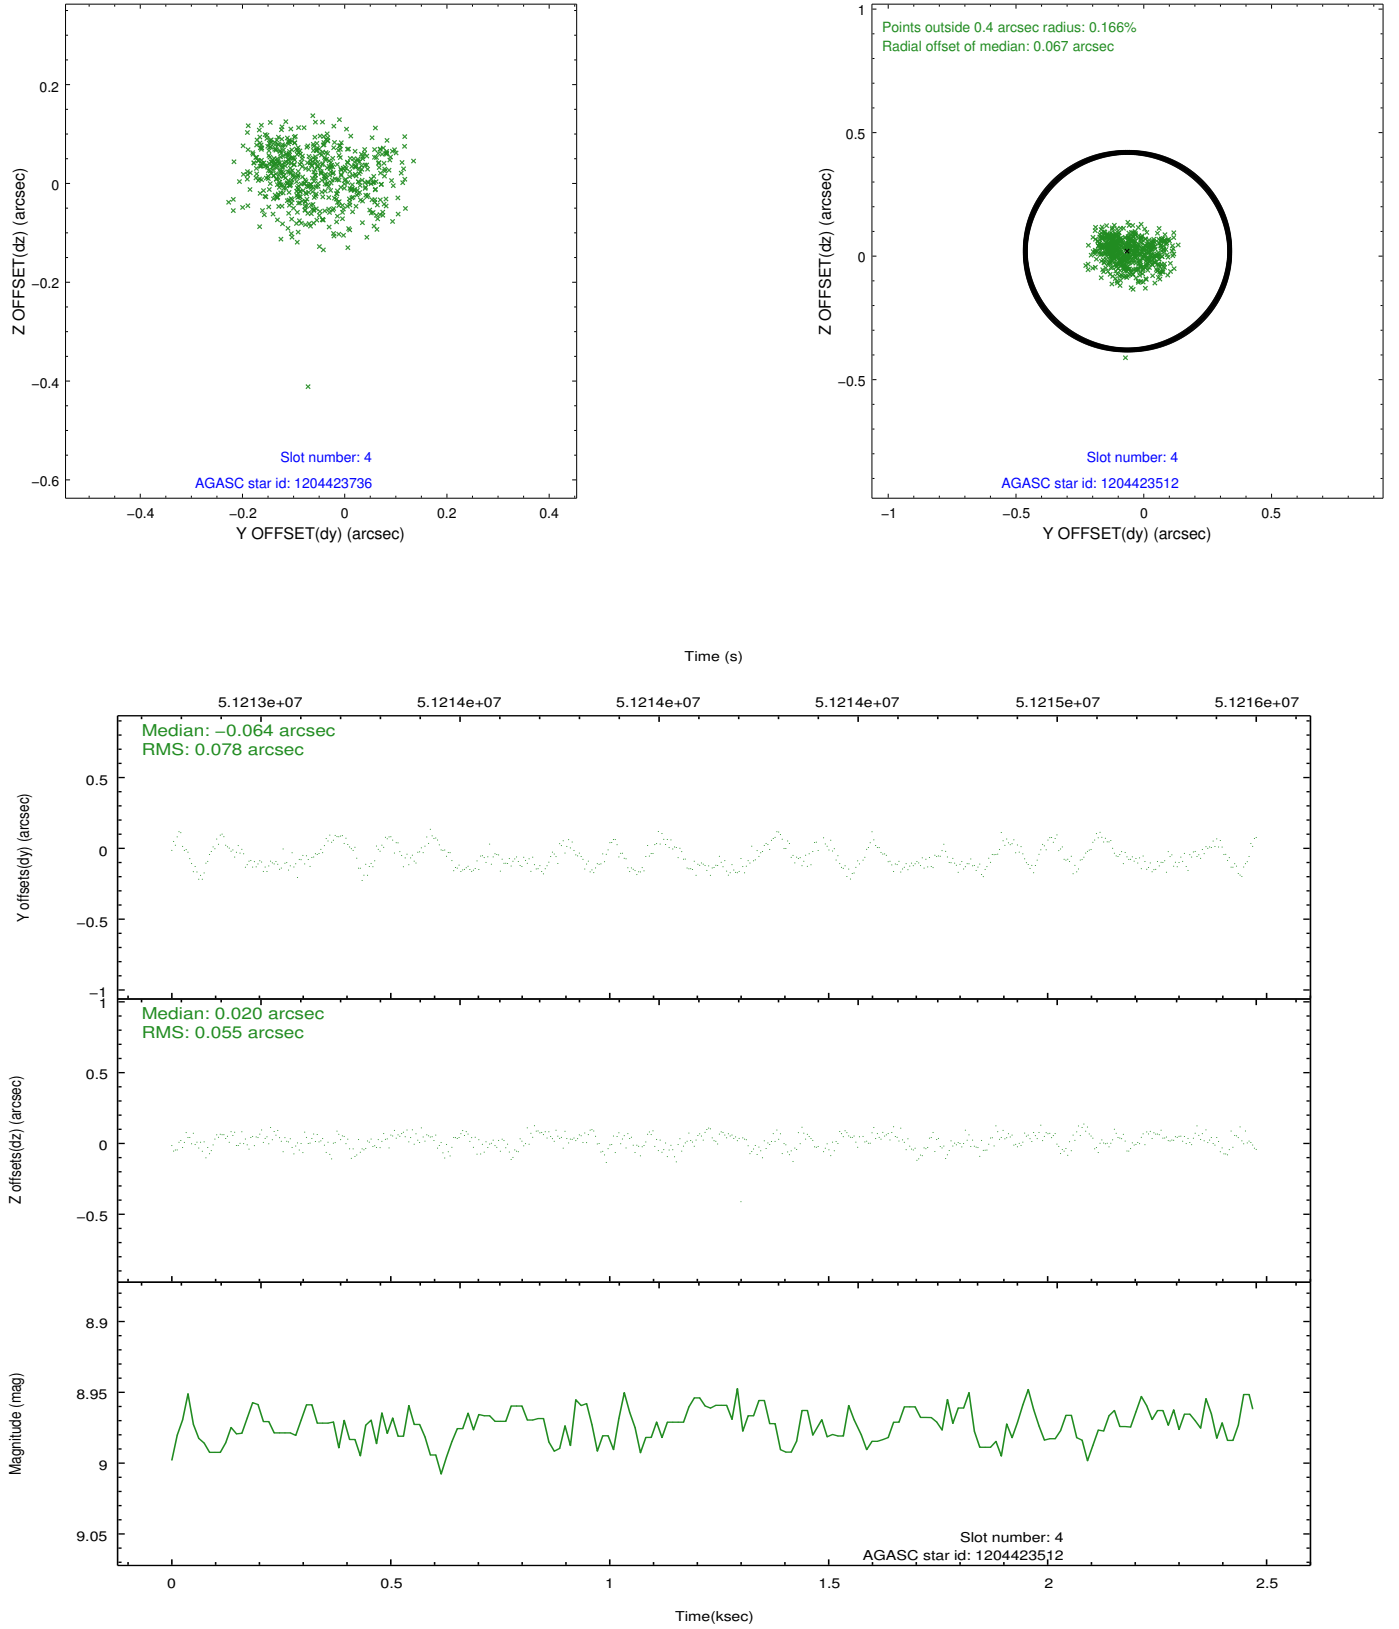 0.2
0
−0.2
−0.4
−0.6
Z OFFSET(dz) (arcsec)
Slot number: 4
AGASC star id: 1204423736
−0.4
−0.2
0
0.2
0.4
Y OFFSET(dy) (arcsec)
Points outside 0.4 arcsec radius: 0.166%
Radial offset of median: 0.067 arcsec
1
0.5
0
−0.5
Z OFFSET(dz) (arcsec)
Slot number: 4
AGASC star id: 1204423512
−1
−0.5
0
0.5
Y OFFSET(dy) (arcsec)
Time (s)
5.1213e+07
5.1214e+07
5.1214e+07
5.1214e+07
5.1215e+07
5.1216e+07
Median: −0.064 arcsec
RMS: 0.078 arcsec
0.5
0
−0.5
−1
Y offsets(dy) (arcsec)
Median: 0.020 arcsec
RMS: 0.055 arcsec
1
0.5
0
−0.5
Z offsets(dz) (arcsec)
8.9
8.95
9
9.05
Magnitude (mag)
Slot number: 4
AGASC star id: 1204423512
0
0.5
1
1.5
2
2.5
Time(ksec)